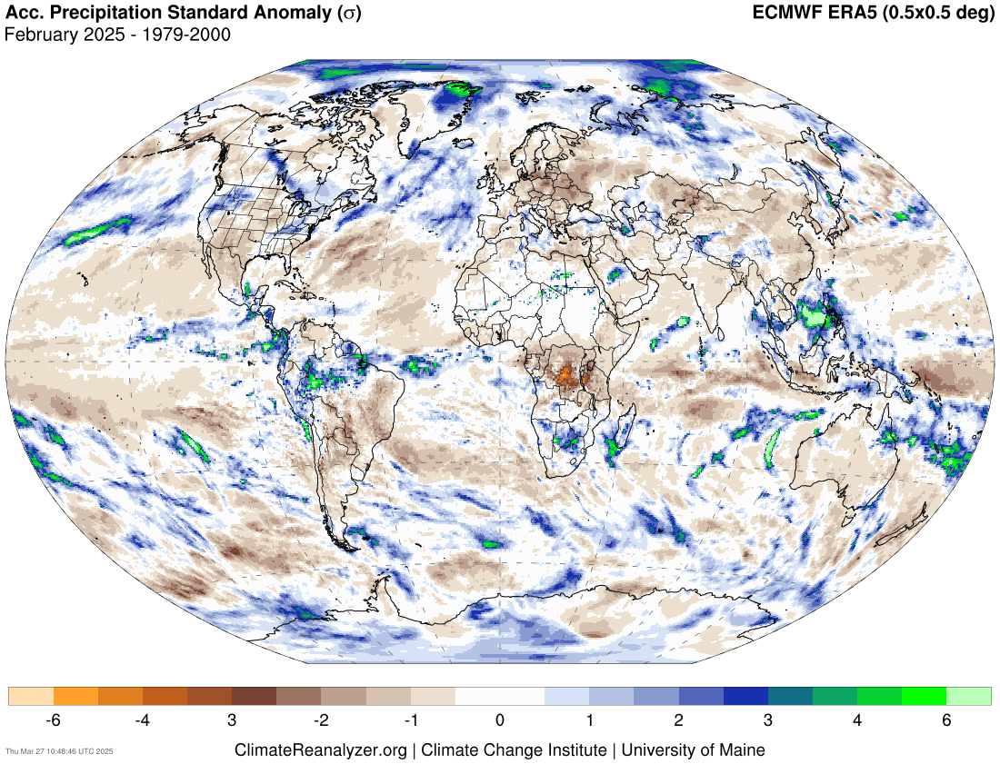 Acc. Precipitation Standard Anomaly (σ)
ECMWF ERA5 (0.5x0.5 deg)
February 2025 - 1979-2000
-6 -4 3 -2 -1 0 1 2 3 4 6
Thu Mar 27 10:48:46 UTC 2025
ClimateReanalyzer.org | Climate Change Institute | University of Maine